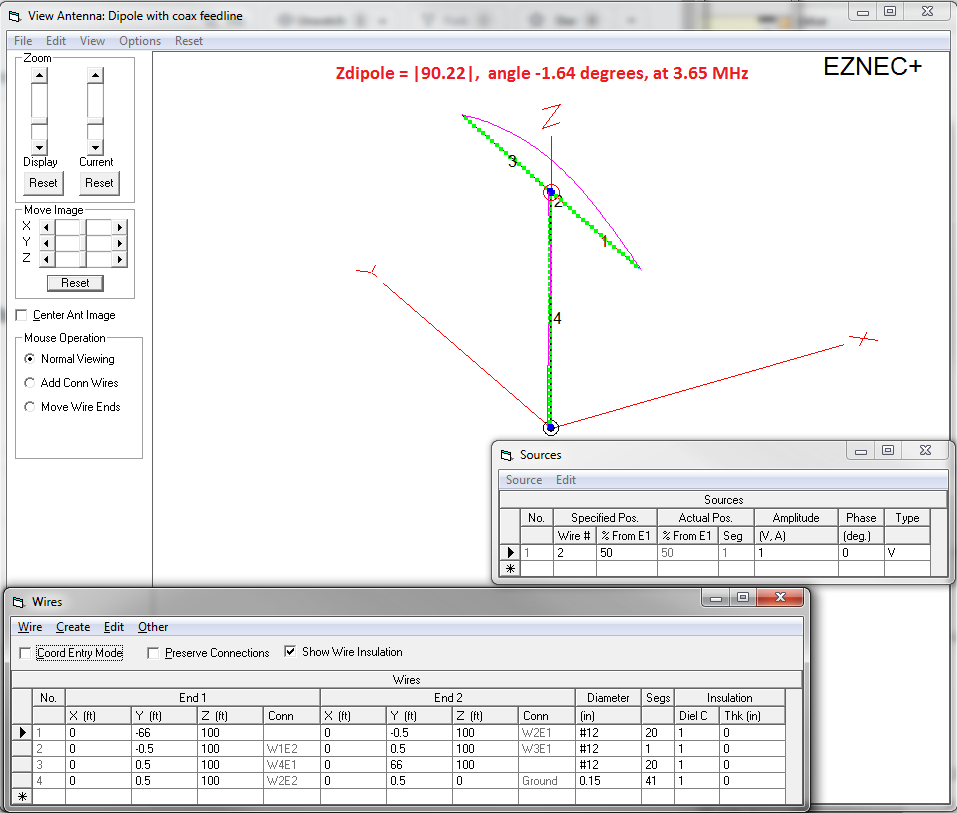 View Antenna: Dipole with coax feedline
File Edit View Options Reset
Zoom
Display Current
Reset Reset
Move Image
X
Y
Z
Reset
Center Ant Image
Mouse Operation
Normal Viewing
Add Conn Wires
Move Wire Ends
Zdipole = |90.22|, angle -1.64 degrees, at 3.65 MHz
EZNEC+
Z
3
2
1
Y
4
X
Sources
Source Edit
Sources
No. Specified Pos. Actual Pos. Amplitude Phase Type
Wire # % From E1 % From E1 Seg (V, A) (deg.)
1 2 50 50 1 1 0 V
*
Wires
Wire Create Edit Other
Coord Entry Mode Preserve Connections Show Wire Insulation
Wires
No. End 1 End 2 Diameter Segs Insulation
X (ft) Y (ft) Z (ft) Conn X (ft) Y (ft) Z (ft) Conn (in) Diel C Thk (in)
1 0 -66 100 0 -0.5 100 W2E1 #12 20 1 0
2 0 -0.5 100 W1E2 0 0.5 100 W3E1 #12 1 1 0
3 0 0.5 100 W4E1 0 66 100 #12 20 1 0
4 0 0.5 100 W2E2 0 0.5 0 Ground 0.15 41 1 0
*